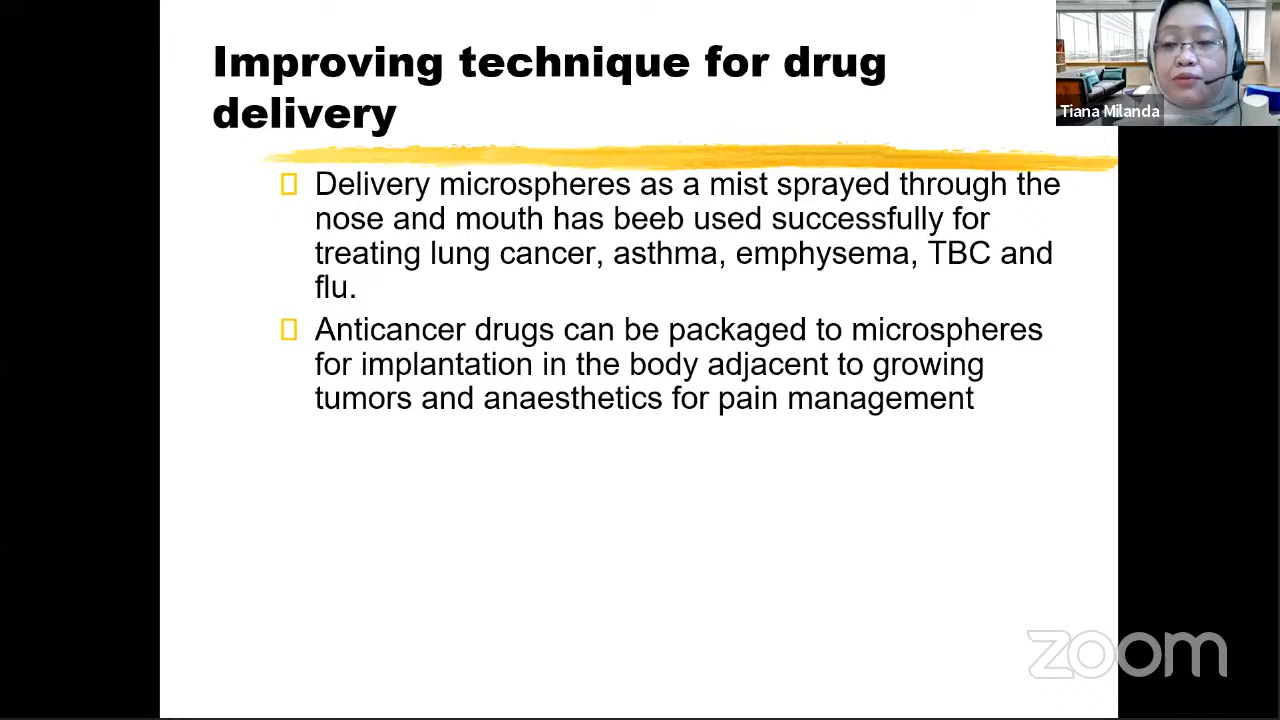 Improving technique for drug
delivery
Tiana Milanda
Delivery microspheres as a mist sprayed through the
nose and mouth has beeb used successfully for
treating lung cancer, asthma, emphysema, TBC and
flu.
Anticancer drugs can be packaged to microspheres
for implantation in the body adjacent to growing
tumors and anaesthetics for pain management
zoom